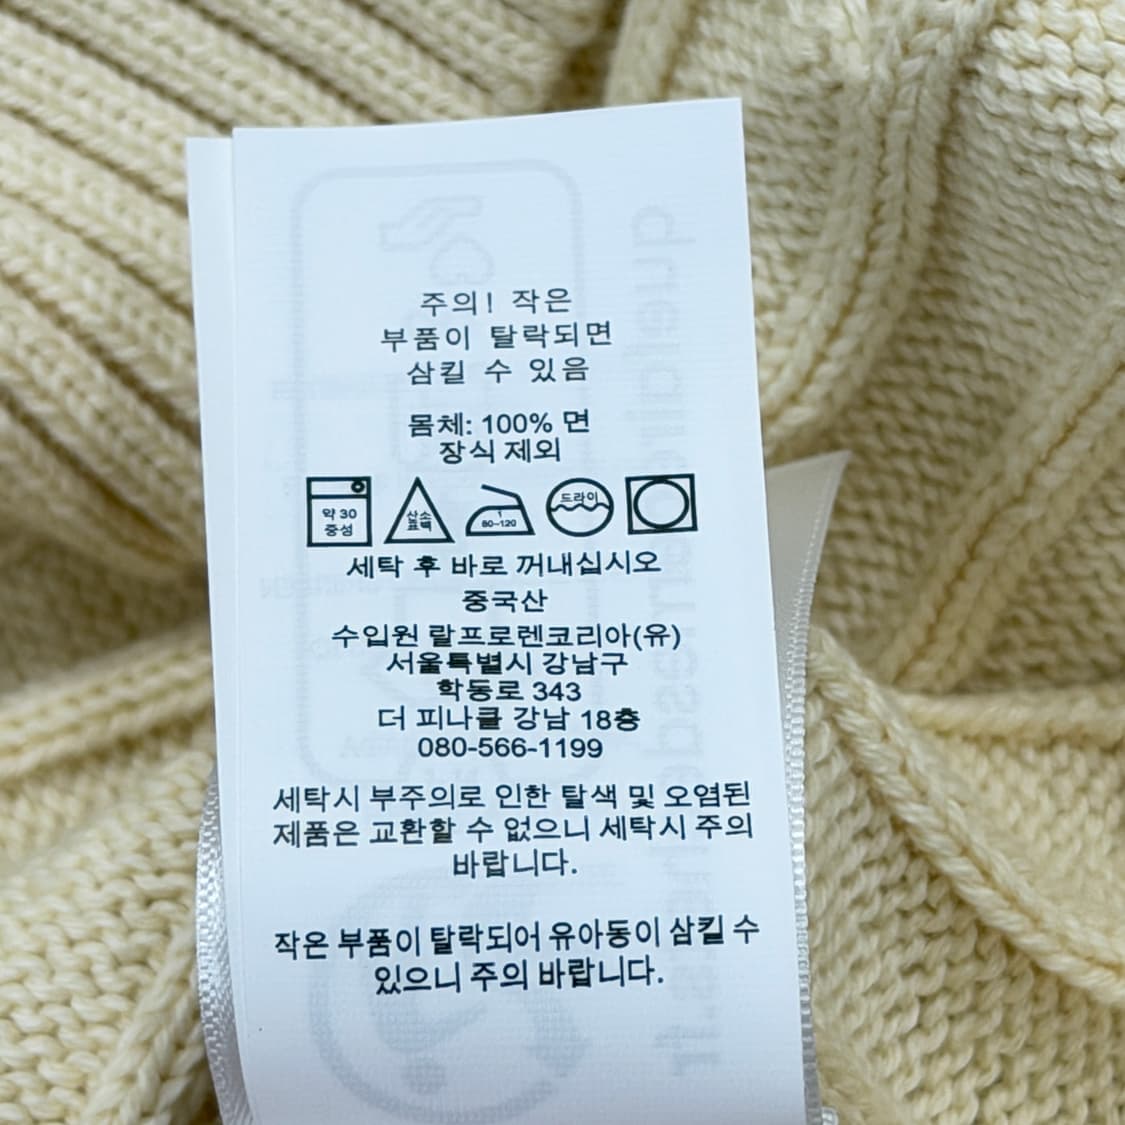 주의! 작은
부품이 탈락되면
삼킬 수 있음
몸체: 100% 면
장식 제외
약 30
중성
산소
표백
1
80~120
드라이
세탁 후 바로 꺼내십시오
중국산
수입원 랄프로렌코리아(유)
서울특별시 강남구
학동로 343
더 피나클 강남 18층
080-566-1199
세탁시 부주의로 인한 탈색 및 오염된
제품은 교환할 수 없으니 세탁시 주의
바랍니다.
작은 부품이 탈락되어 유아동이 삼킬 수
있으니 주의 바랍니다.